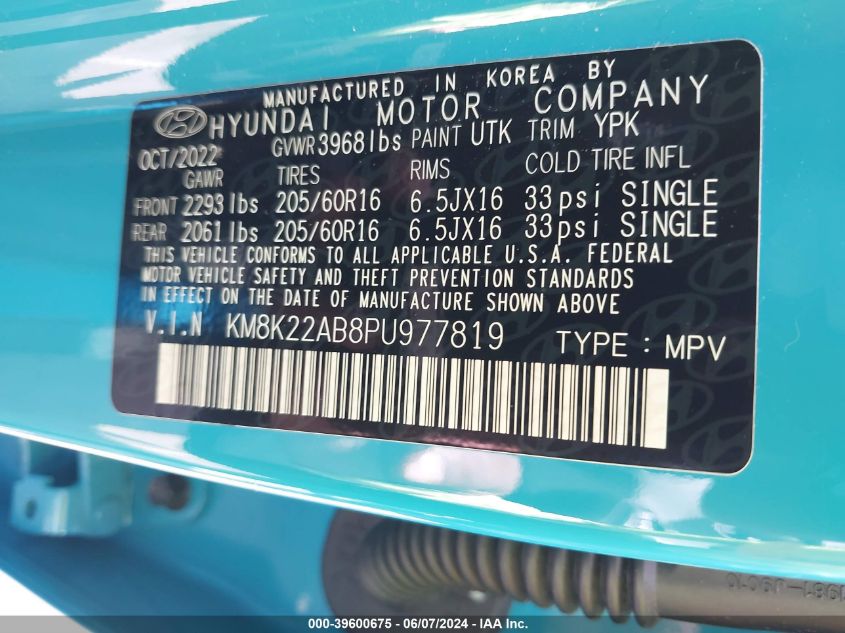 MANUFACTURED IN KOREA BY
HYUNDAI MOTOR COMPANY
OCT/2022 GVWR 3968 lbs PAINT UTK TRIM YPK
GAWR TIRES RIMS COLD TIRE INFL
FRONT 2293 lbs 205/60R16 6.5JX16 33psi SINGLE
REAR 2061 lbs 205/60R16 6.5JX16 33psi SINGLE
THIS VEHICLE CONFORMS TO ALL APPLICABLE U.S.A. FEDERAL
MOTOR VEHICLE SAFETY AND THEFT PREVENTION STANDARDS
IN EFFECT ON THE DATE OF MANUFACTURE SHOWN ABOVE
V.I.N KM8K22AB8PU977819 TYPE : MPV
000-39600675 - 06/07/2024 - IAA Inc.